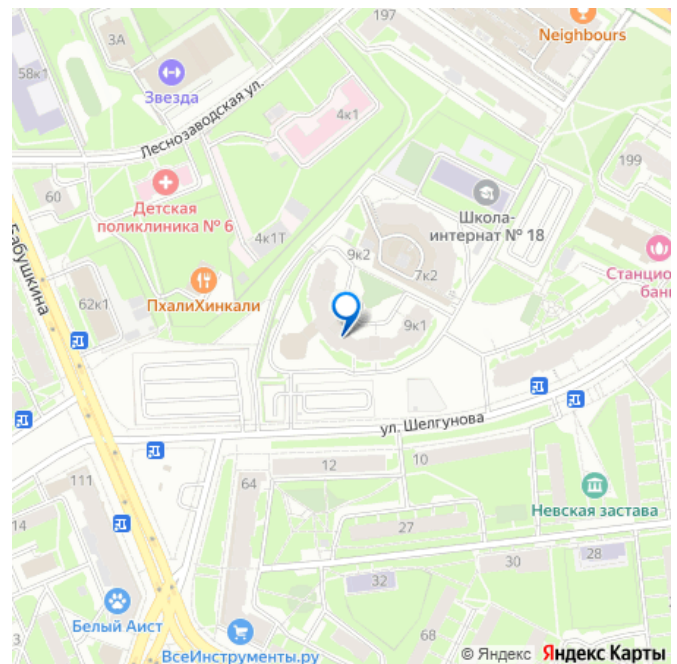 197
Neighbours
3А
58к1
Звезда
Леснозаводская ул.
4к1
199
60
Детская
поликлиника № 6
Школа-
интернат № 18
Бабушкина
4к1Т
9к2
7к2
Станцио
бан
62к1
ПхалиХинкали
9к1
ул. Шелгунова
12
10
111
64
Невская застава
14
27
28
30
32
Белый Аист
68
ВсеИнструменты.ру
© Яндекс Яндекс Карты